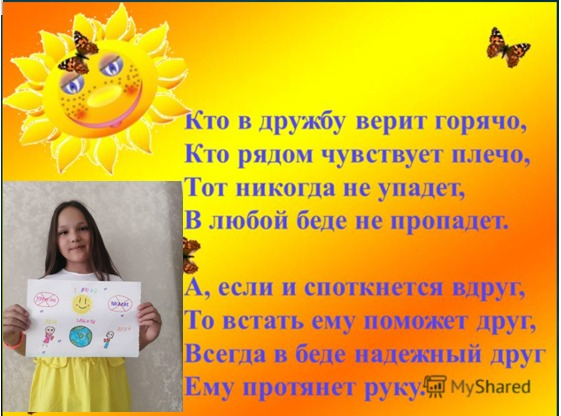 Кто в дружбу верит горячо,
Кто рядом чувствует плечо,
Тот никогда не упадет,
В любой беде не пропадет.
А, если и споткнется вдруг,
То встать ему поможет друг,
Всегда в беде надежный друг
Ему протянет руку.
MyShared